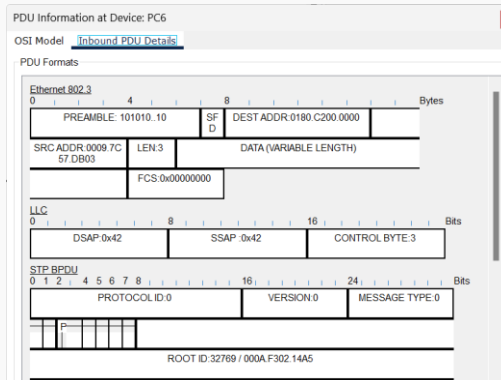 PDU Information at Device: PC6
OSI Model Inbound PDU Details
PDU Formats
Ethernet 802.3
0 4 8 Bytes
PREAMBLE: 101010..10 SF D DEST ADDR:0180.C200.0000
SRC ADDR:0009.7C 57.DB03 LEN:3 DATA (VARIABLE LENGTH)
FCS:0x00000000
LLC
0 8 16 Bits
DSAP:0x42 SSAP :0x42 CONTROL BYTE:3
STP BPDU
0 1 2 4 5 6 7 8 16 24 Bits
PROTOCOL ID:0 VERSION:0 MESSAGE TYPE:0
P
ROOT ID:32769 / 000A.F302.14A5